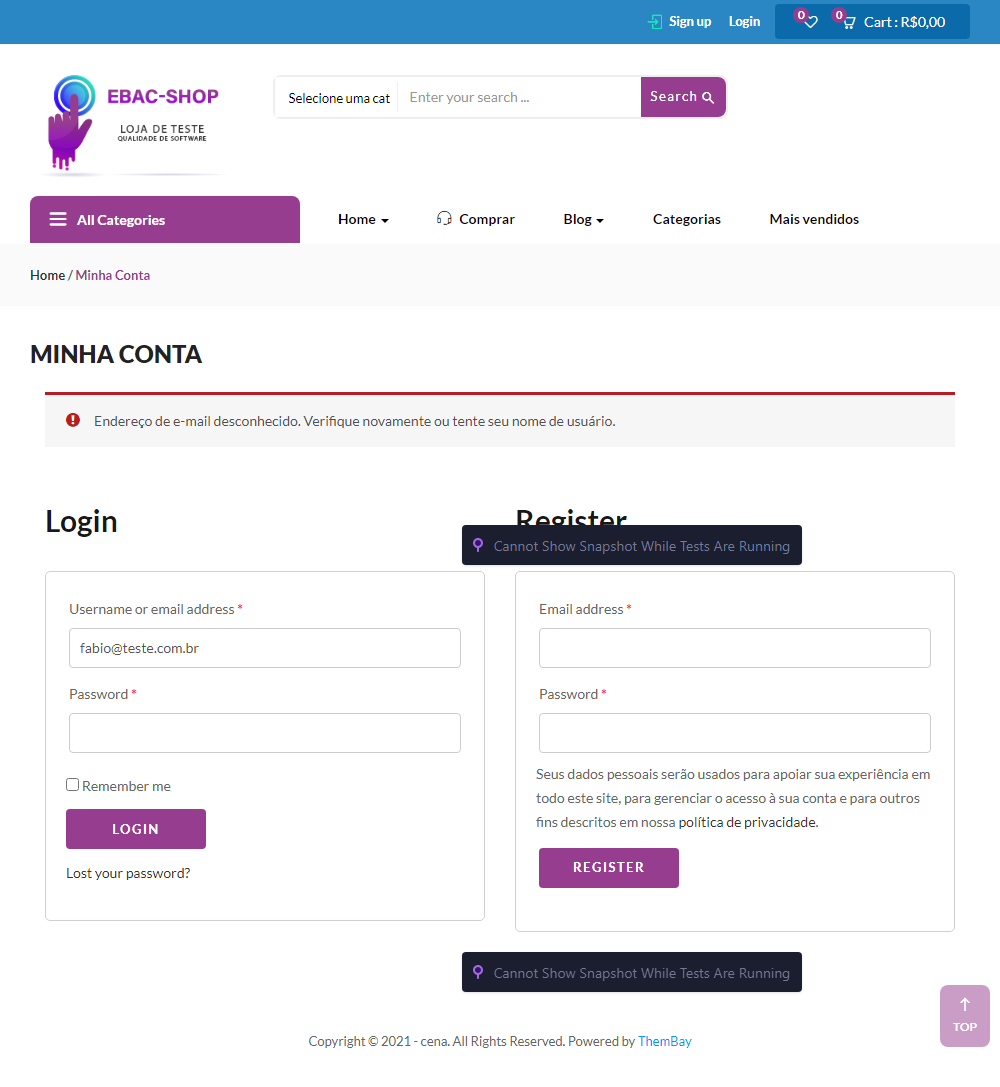 Sign up Login 0 0 Cart : R$0,00
EBAC-SHOP
LOJA DE TESTE
QUALIDADE DE SOFTWARE
Selecione uma cat Enter your search ... Search
All Categories Home Comprar Blog Categorias Mais vendidos
Home / Minha Conta
MINHA CONTA
Endereço de e-mail desconhecido. Verifique novamente ou tente seu nome de usuário.
Login
Register
Cannot Show Snapshot While Tests Are Running
Username or email address *
fabio@teste.com.br
Password *
Remember me
LOGIN
Lost your password?
Email address *
Password *
Seus dados pessoais serão usados para apoiar sua experiência em
todo este site, para gerenciar o acesso à sua conta e para outros
fins descritos em nossa política de privacidade.
REGISTER
Cannot Show Snapshot While Tests Are Running
TOP
Copyright © 2021 - cena. All Rights Reserved. Powered by ThemBay